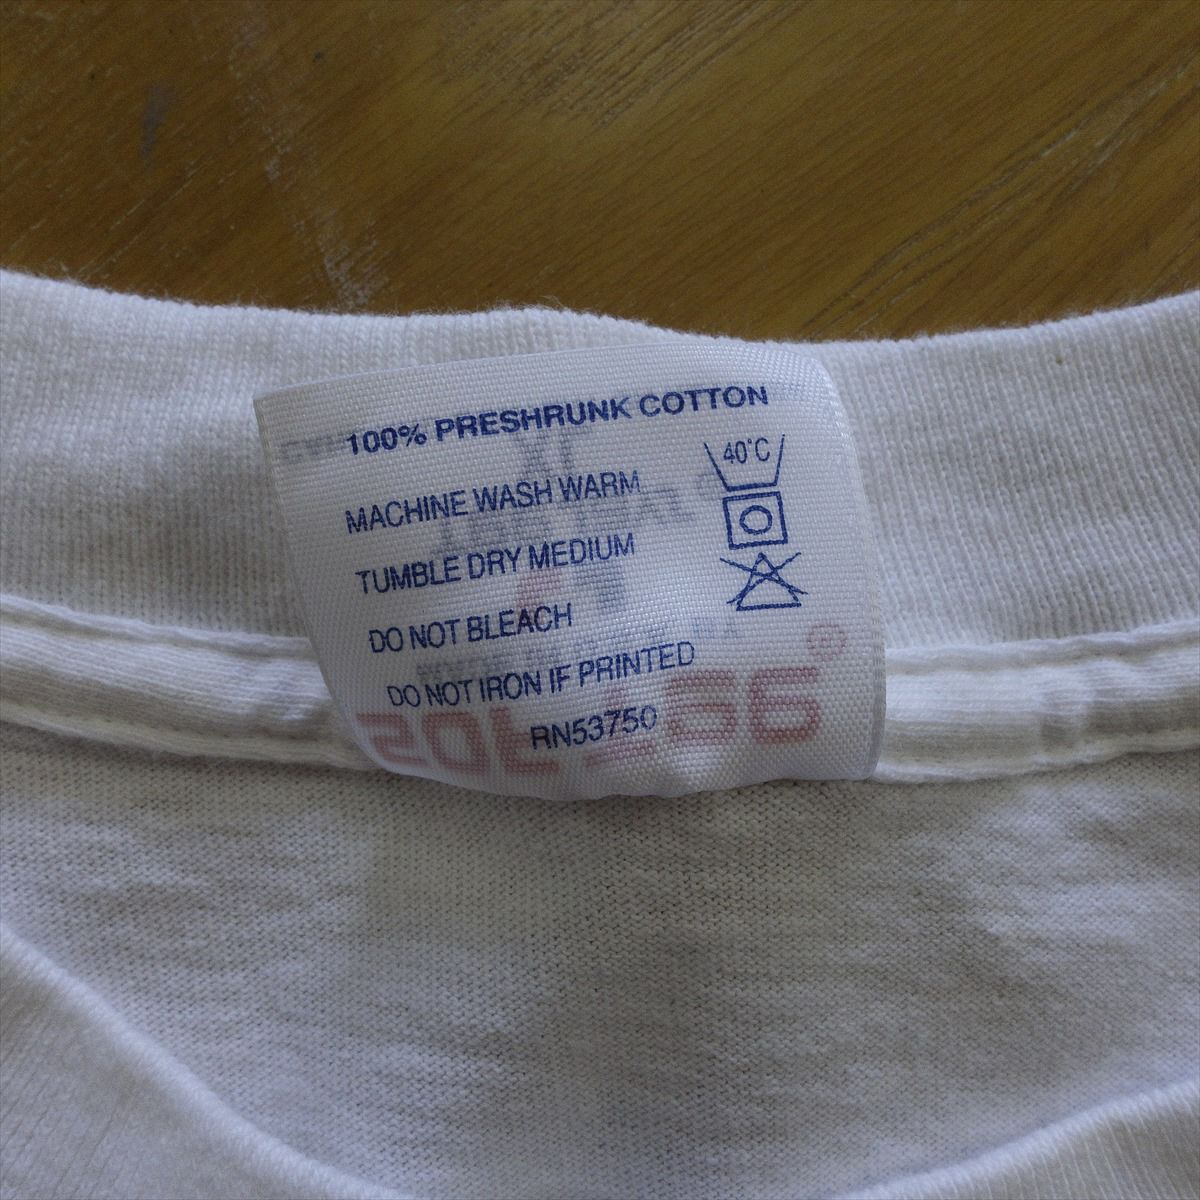 100% PRESHRUNK COTTON
MACHINE WASH WARM
40°C
TUMBLE DRY MEDIUM
DO NOT BLEACH
DO NOT IRON IF PRINTED
RN53750
XL
®